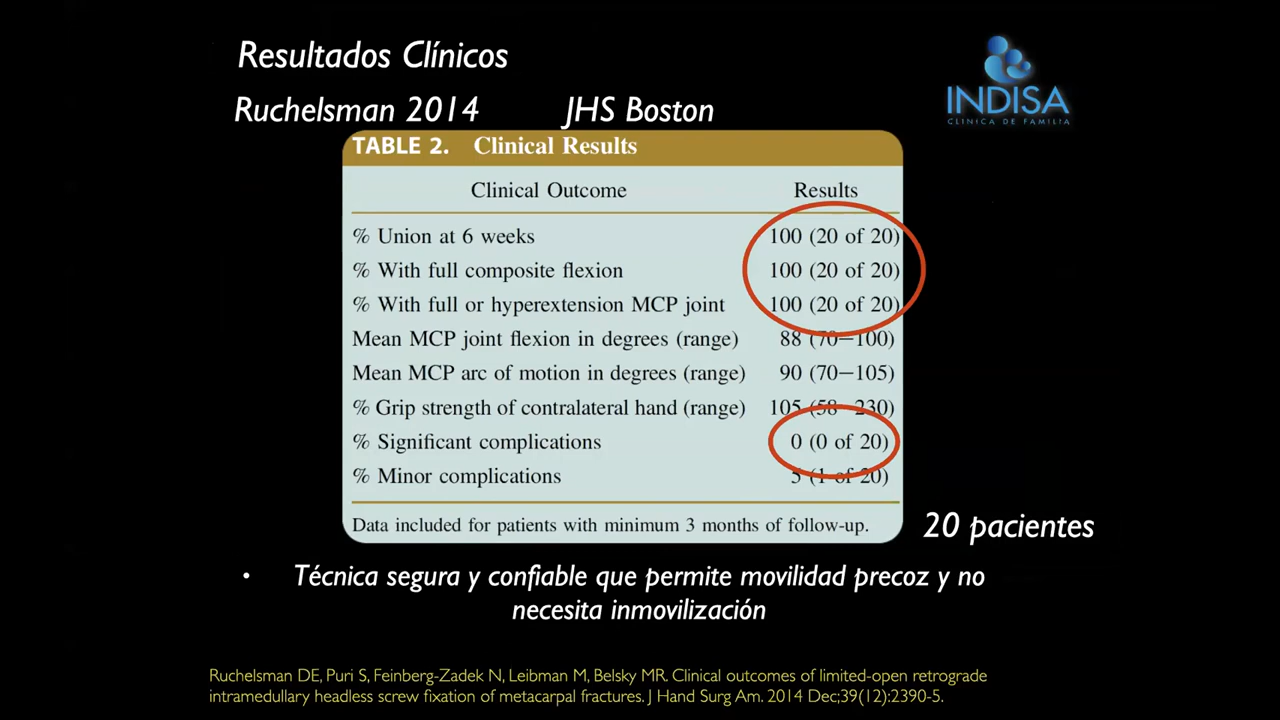 Resultados Clínicos
Ruchelsman 2014 JHS Boston
INDISA
CLINICA DE FAMILIA
TABLE 2. Clinical Results
Clinical Outcome Results
% Union at 6 weeks 100 (20 of 20)
% With full composite flexion 100 (20 of 20)
% With full or hyperextension MCP joint 100 (20 of 20)
Mean MCP joint flexion in degrees (range) 88 (70–100)
Mean MCP arc of motion in degrees (range) 90 (70–105)
% Grip strength of contralateral hand (range) 105 (58–230)
% Significant complications 0 (0 of 20)
% Minor complications 5 (1 of 20)
Data included for patients with minimum 3 months of follow-up.
20 pacientes
• Técnica segura y confiable que permite movilidad precoz y no
necesita inmovilización
Ruchelsman DE, Puri S, Feinberg-Zadek N, Leibman M, Belsky MR. Clinical outcomes of limited-open retrograde
intramedullary headless screw fixation of metacarpal fractures. J Hand Surg Am. 2014 Dec;39(12):2390-5.